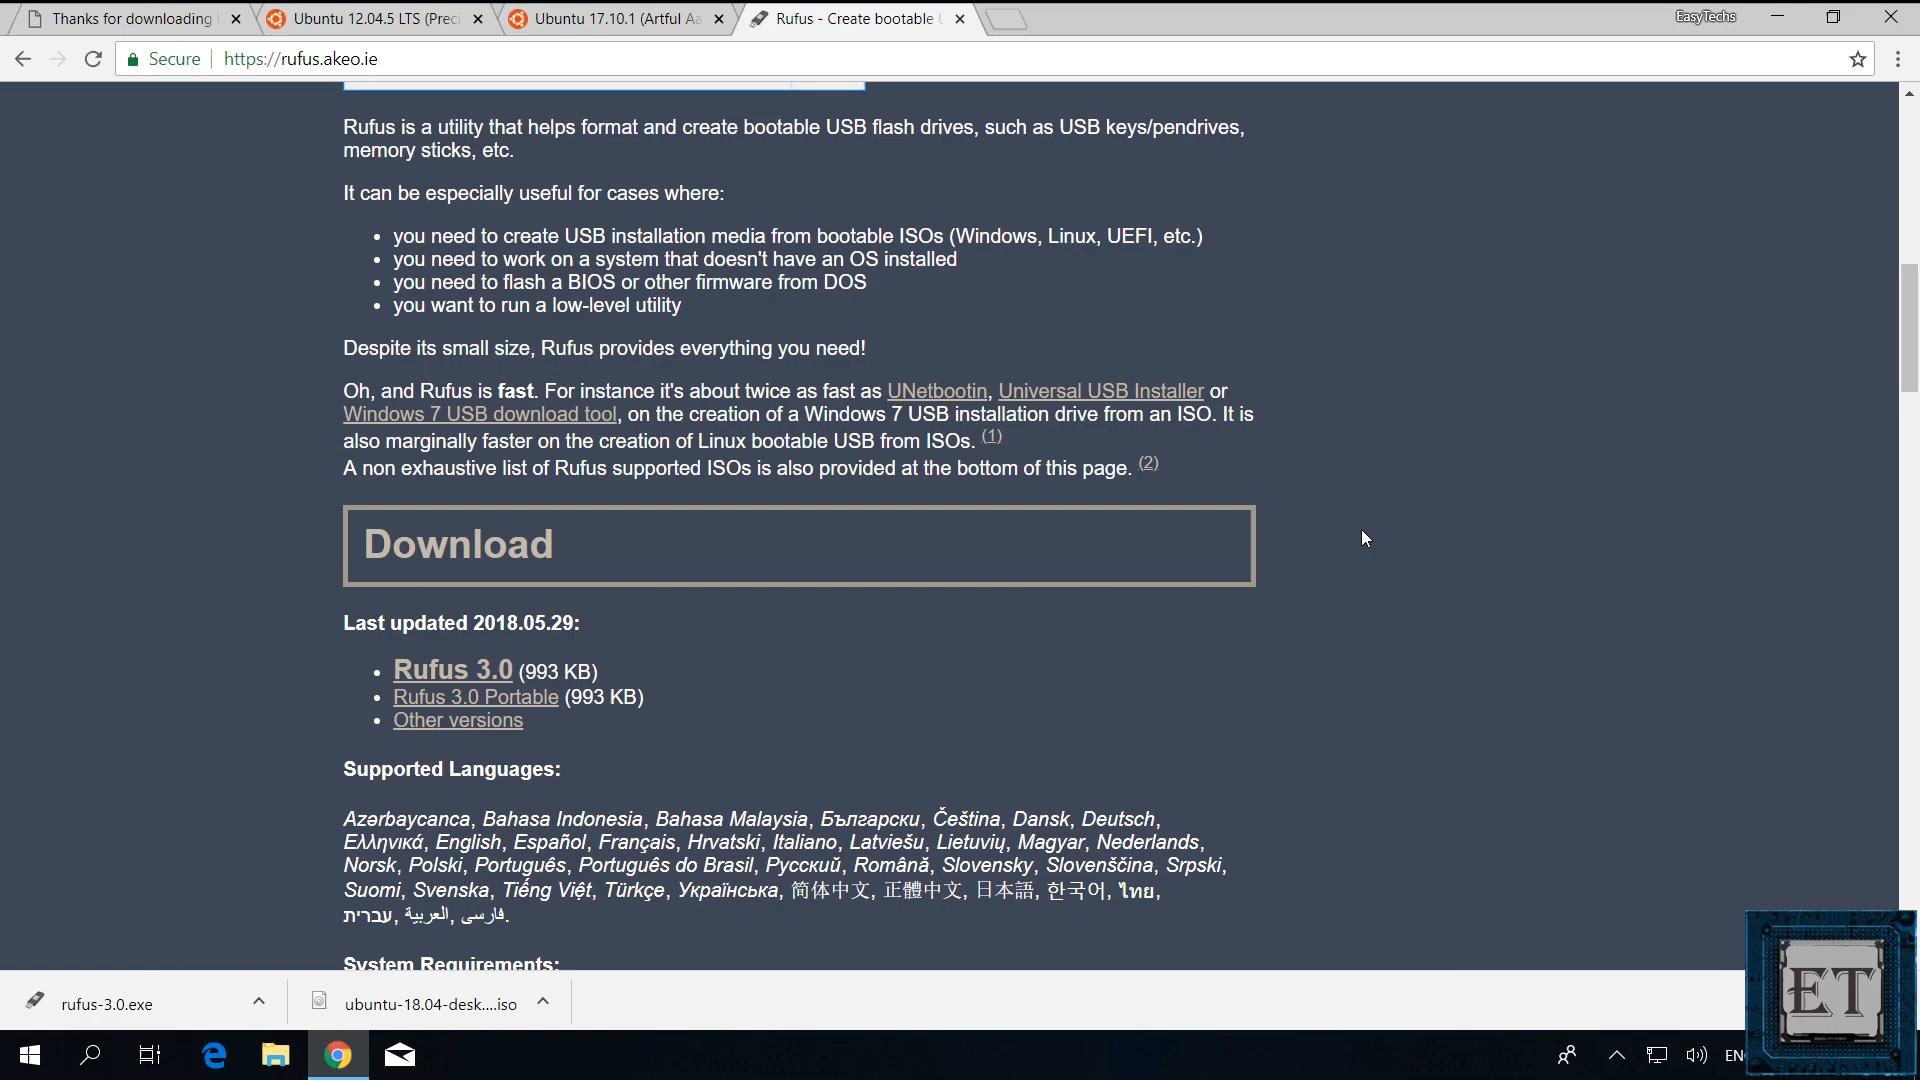 Thanks for downloading
Ubuntu 12.04.5 LTS (Prec
Ubuntu 17.10.1 (Artful Aa
Rufus - Create bootable
EasyTechs
Secure
https://rufus.akeo.ie
Rufus is a utility that helps format and create bootable USB flash drives, such as USB keys/pendrives,
memory sticks, etc.
It can be especially useful for cases where:
• you need to create USB installation media from bootable ISOs (Windows, Linux, UEFI, etc.)
• you need to work on a system that doesn't have an OS installed
• you need to flash a BIOS or other firmware from DOS
• you want to run a low-level utility
Despite its small size, Rufus provides everything you need!
Oh, and Rufus is fast. For instance it's about twice as fast as UNetbootin, Universal USB Installer or
Windows 7 USB download tool, on the creation of a Windows 7 USB installation drive from an ISO. It is
also marginally faster on the creation of Linux bootable USB from ISOs. (1)
A non exhaustive list of Rufus supported ISOs is also provided at the bottom of this page. (2)
Download
Last updated 2018.05.29:
• Rufus 3.0 (993 KB)
• Rufus 3.0 Portable (993 KB)
• Other versions
Supported Languages:
Azərbaycanca, Bahasa Indonesia, Bahasa Malaysia, Български, Čeština, Dansk, Deutsch,
Ελληνικά, English, Español, Français, Hrvatski, Italiano, Latviešu, Lietuvių, Magyar, Nederlands,
Norsk, Polski, Português, Português do Brasil, Русский, Română, Slovensky, Slovenščina, Srpski,
Suomi, Svenska, Tiếng Việt, Türkçe, Українська, 简体中文, 正體中文, 日本語, 한국어, ไทย,
עברית, العربية, فارسی.
System Requirements:
rufus-3.0.exe
ubuntu-18.04-desk....iso
EN
ET